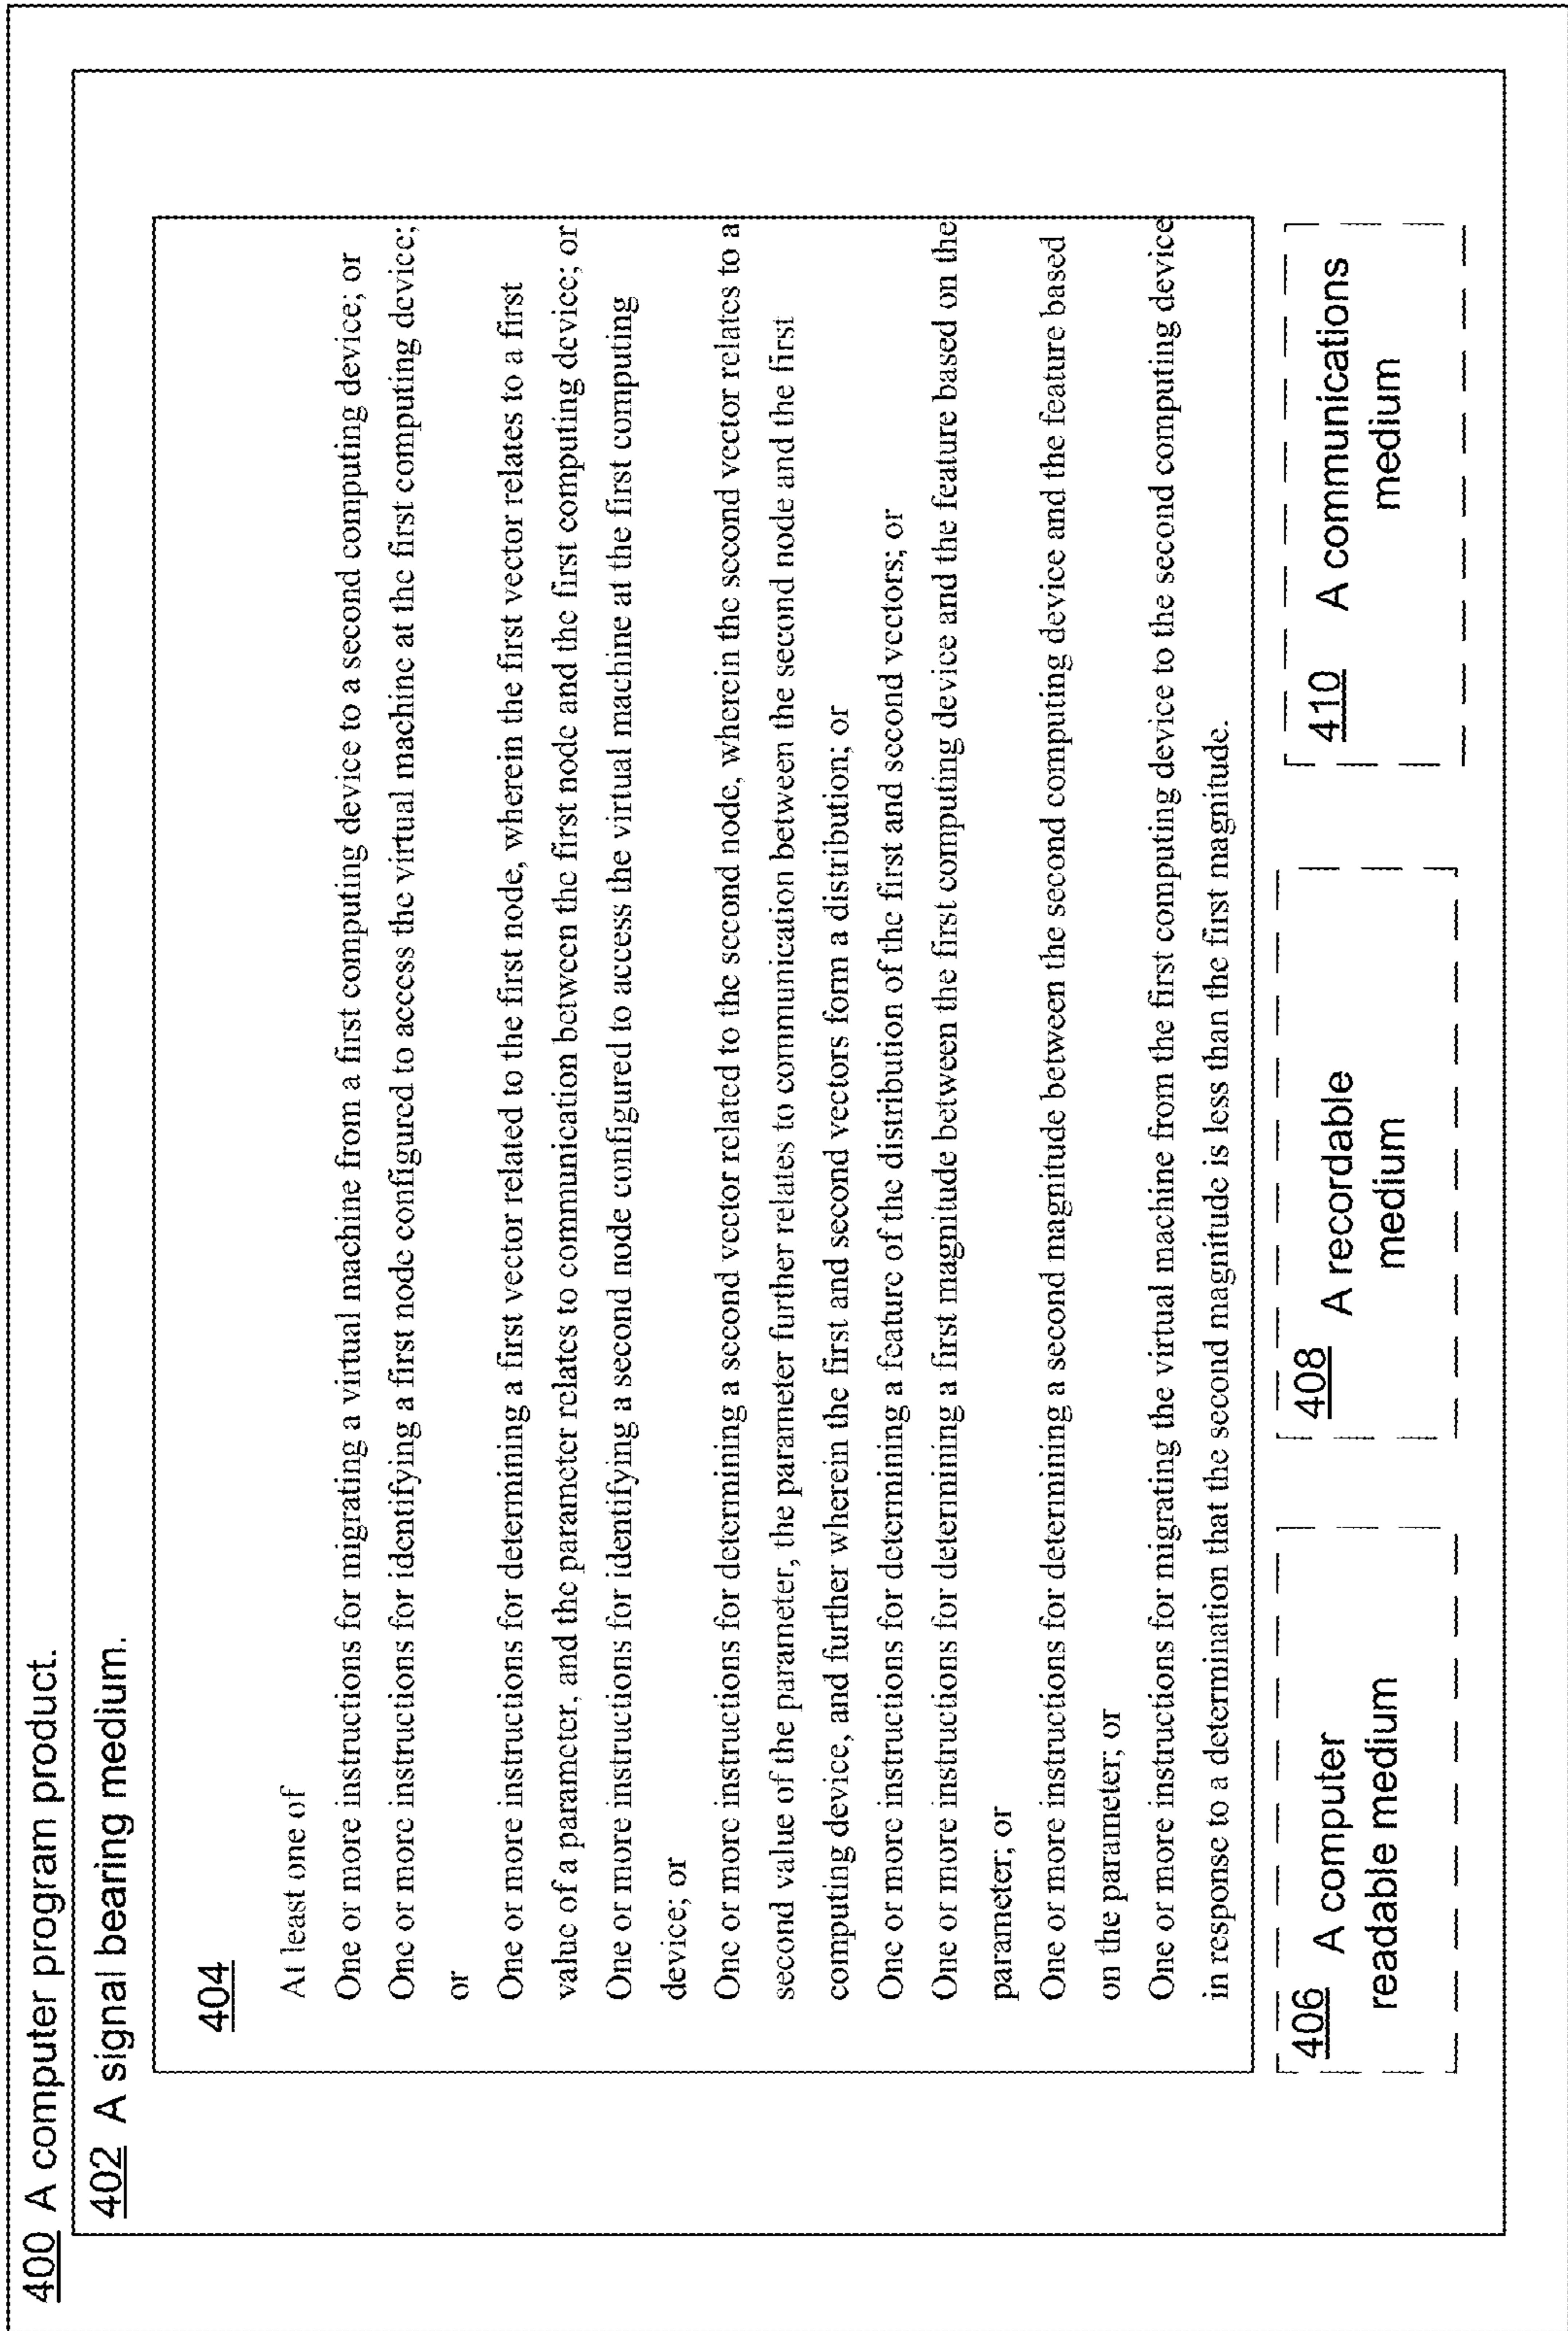 400 A computer program product.
402 A signal bearing medium.
404
At least one of
One or more instructions for migrating a virtual machine from a first computing device to a second computing device; or
One or more instructions for identifying a first node configured to access the virtual machine at the first computing device;
or
One or more instructions for determining a first vector related to the first node, wherein the first vector relates to a first
value of a parameter, and the parameter relates to communication between the first node and the first computing device; or
One or more instructions for identifying a second node configured to access the virtual machine at the first computing
device; or
One or more instructions for determining a second vector related to the second node, wherein the second vector relates to a
second value of the parameter, the parameter further relates to communication between the second node and the first
computing device, and further wherein the first and second vectors form a distribution; or
One or more instructions for determining a feature of the distribution of the first and second vectors; or
One or more instructions for determining a first magnitude between the first computing device and the feature based on the
parameter; or
One or more instructions for determining a second magnitude between the second computing device and the feature based
on the parameter; or
One or more instructions for migrating the virtual machine from the first computing device to the second computing device
in response to a determination that the second magnitude is less than the first magnitude.
406 A computer
readable medium
408 A recordable
medium
410 A communications
medium